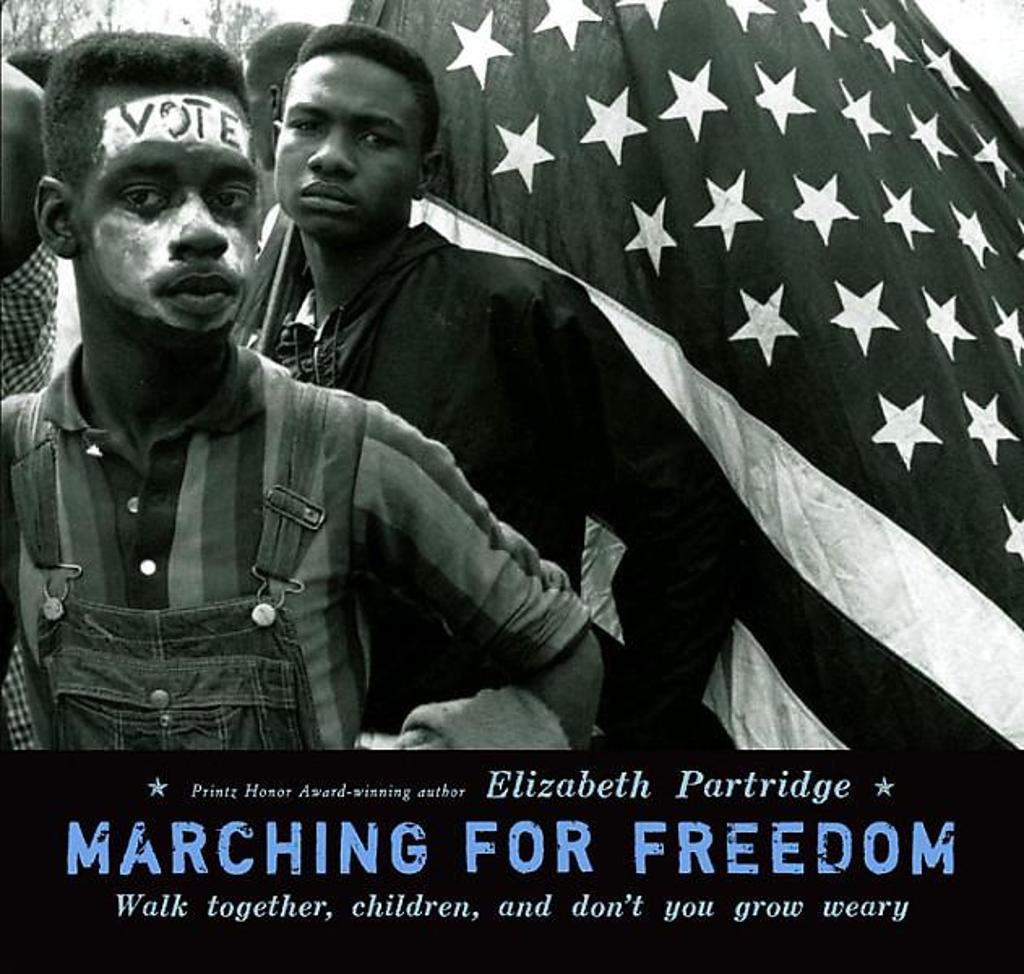 VOTE
Printz Honor Award-winning author Elizabeth Partridge
MARCHING FOR FREEDOM
Walk together, children, and don't you grow weary